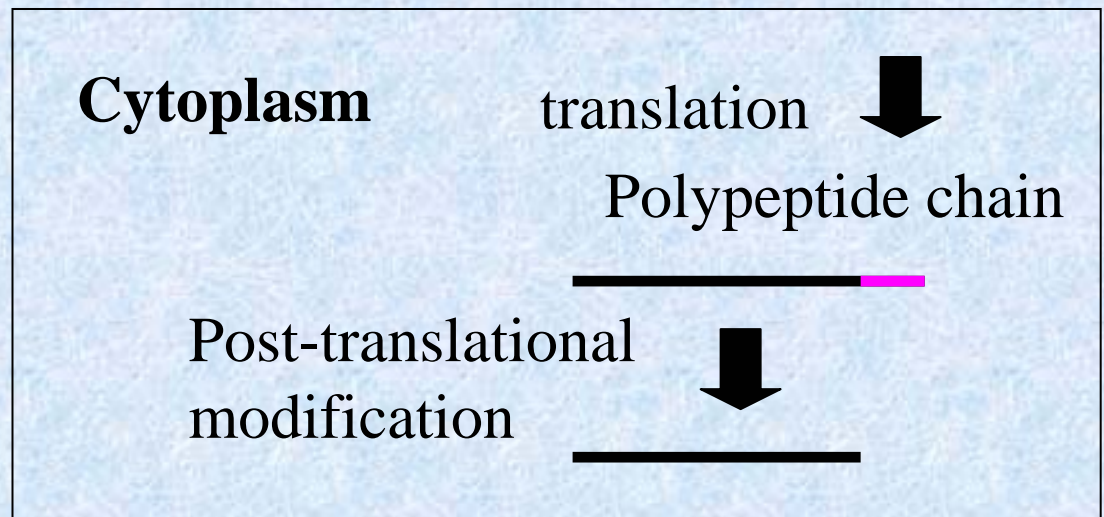 Cytoplasm
translation
Polypeptide chain
Post-translational
modification